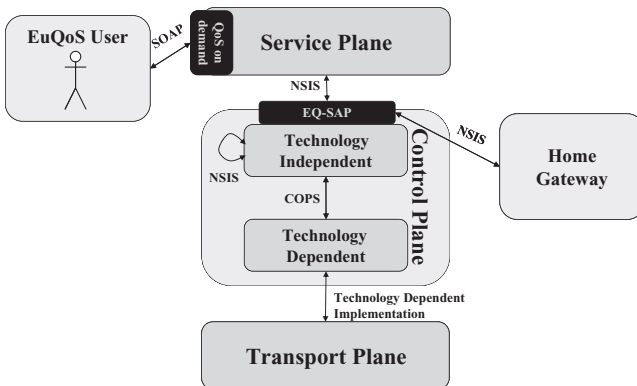 EuQoS User
SOAP
QoS on
demand
Service Plane
NSIS
EQ-SAP
Technology
Independent
NSIS
COPS
Technology
Dependent
Control Plane
NSIS
Home
Gateway
Technology Dependent
Implementation
Transport Plane